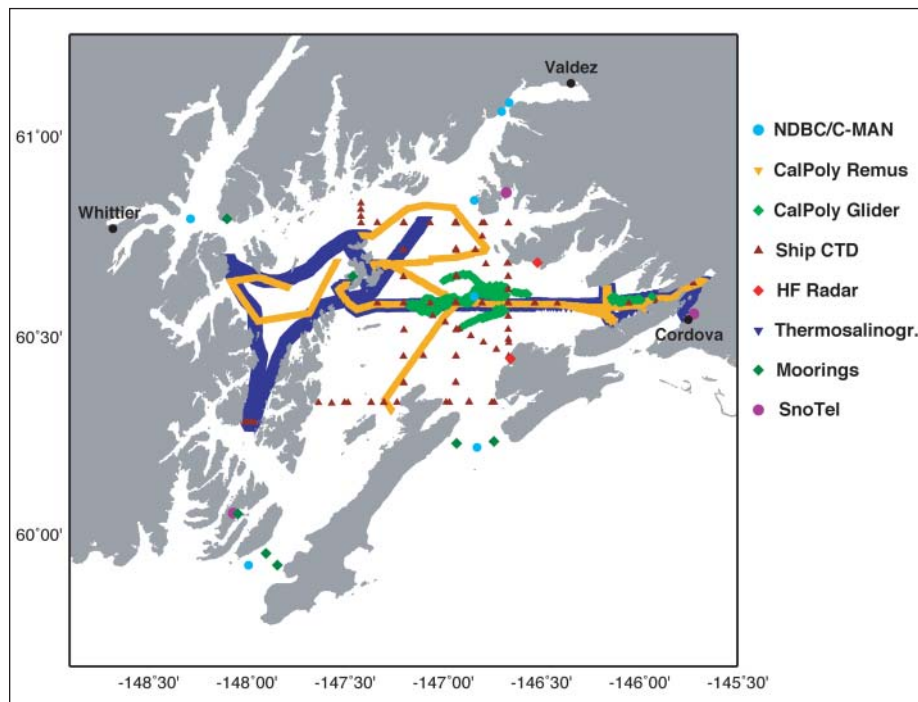 Valdez
61°00'
NDBC/C-MAN
CalPoly Remus
Whittier
CalPoly Glider
Ship CTD
HF Radar
Thermosalinogr.
60°30'
Cordova
Moorings
SnoTel
60°00'
-148°30' -148°00' -147°30' -147°00' -146°30' -146°00' -145°30'